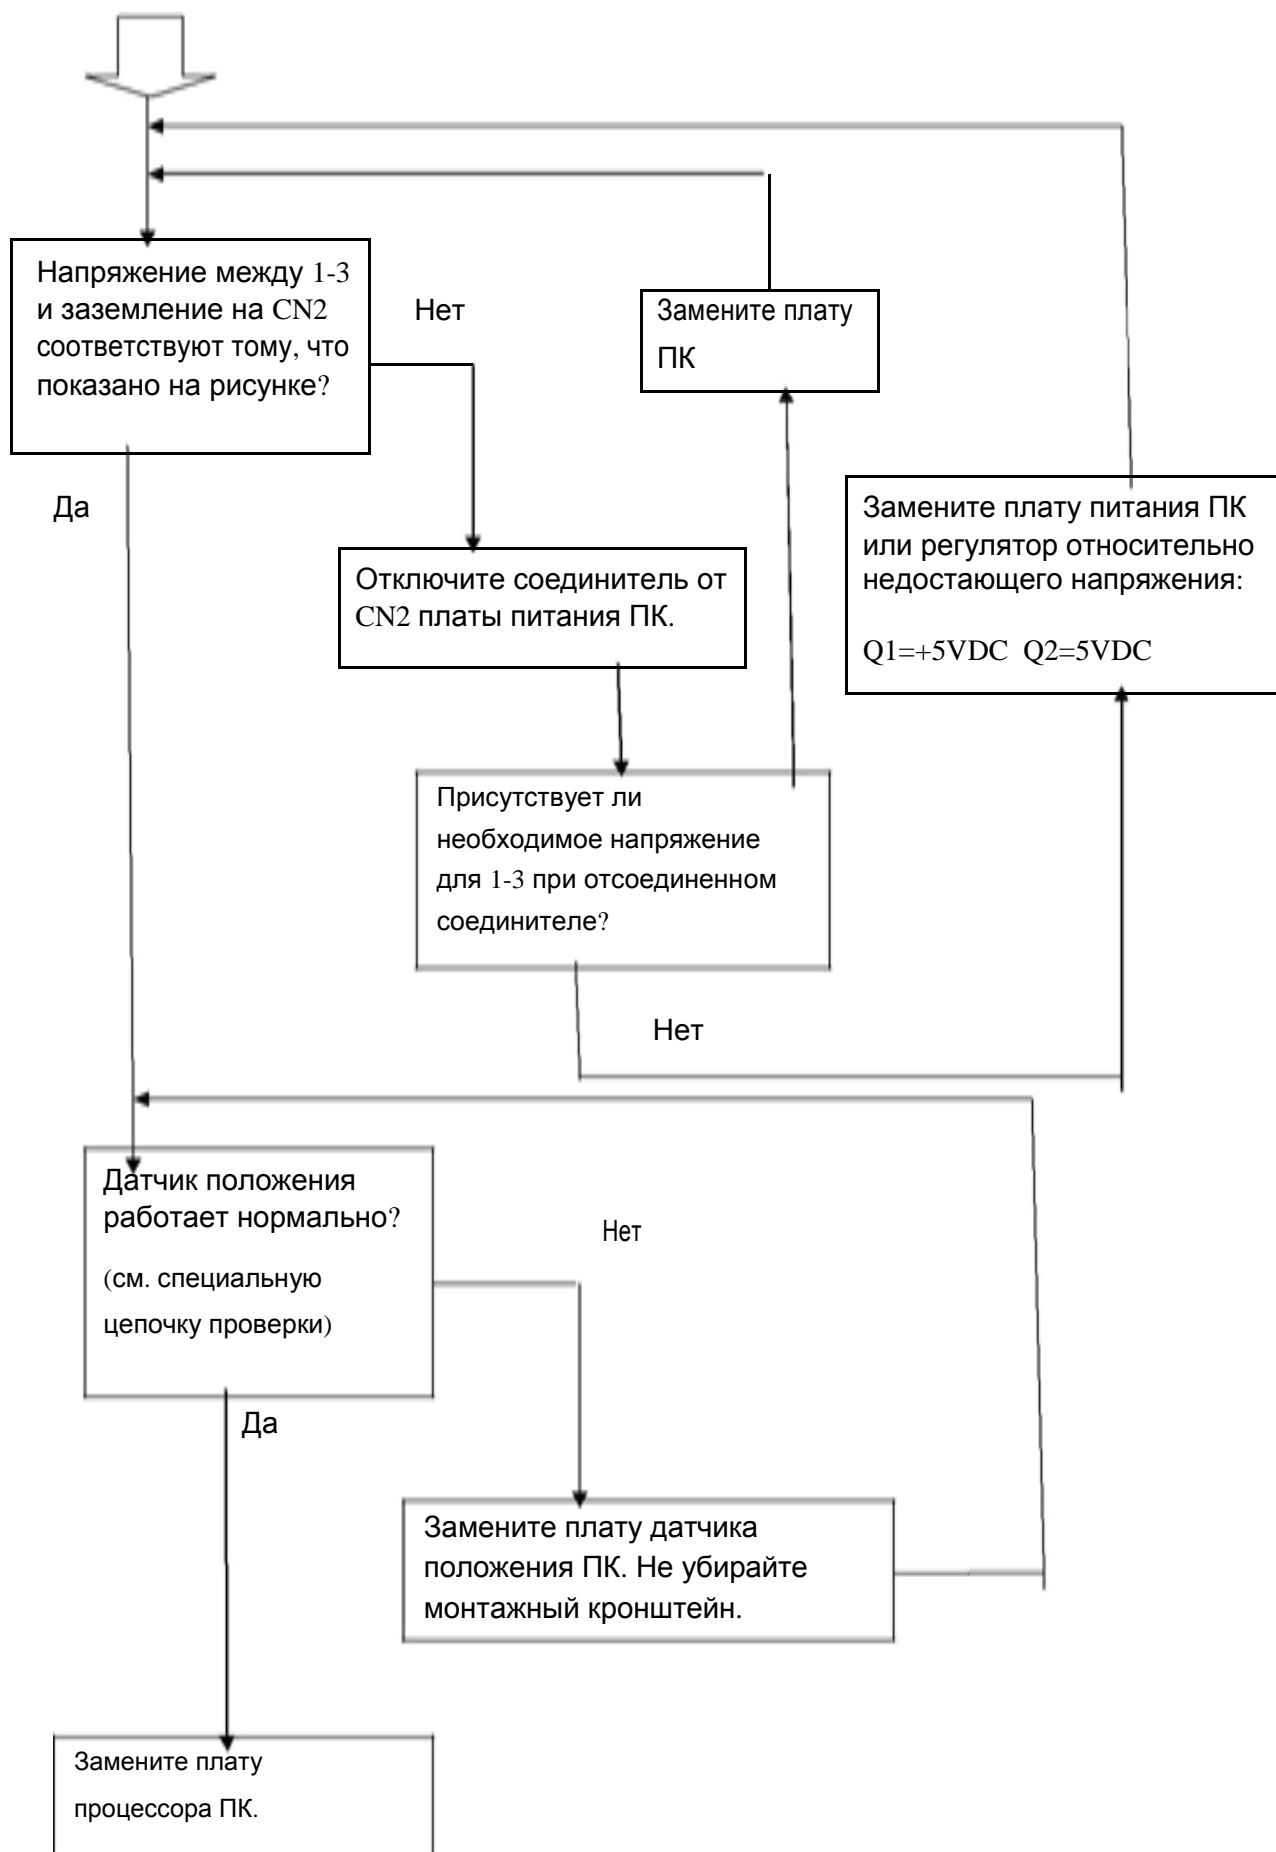 Напряжение между 1-3
и заземление на CN2
соответствуют тому, что
показано на рисунке?
Нет
Замените плату
ПК
Да
Замените плату питания ПК
или регулятор относительно
недостающего напряжения:
Q1=+5VDC Q2=5VDC
Отключите соединитель от
CN2 платы питания ПК.
Присутствует ли
необходимое напряжение
для 1-3 при отсоединенном
соединителе?
Нет
Датчик положения
работает нормально?
(см. специальную
цепочку проверки)
Нет
Да
Замените плату датчика
положения ПК. Не убирайте
монтажный кронштейн.
Замените плату
процессора ПК.